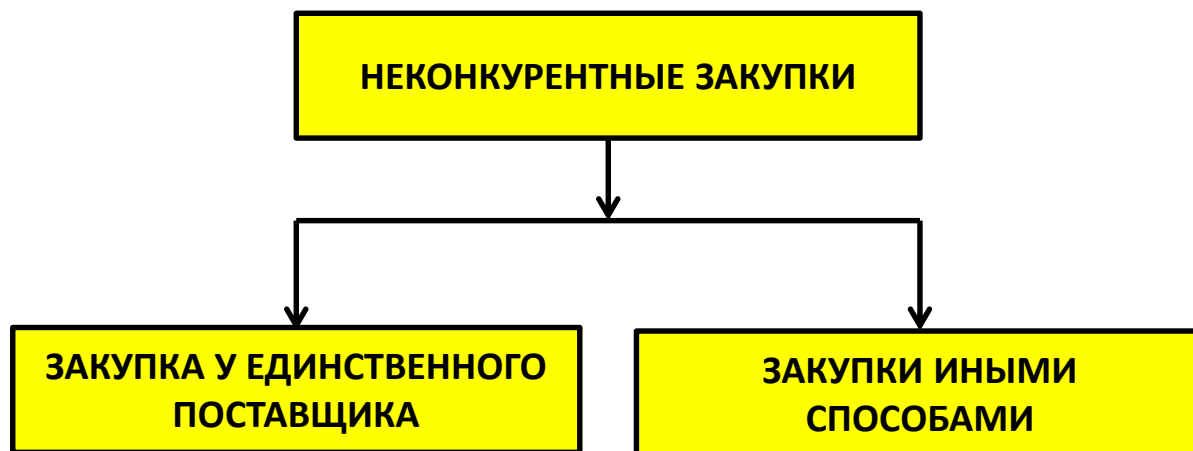 НЕКОНКУРЕНТНЫЕ ЗАКУПКИ
ЗАКУПКА У ЕДИНСТВЕННОГО
ПОСТАВЩИКА
ЗАКУПКИ ИНЫМИ
СПОСОБАМИ